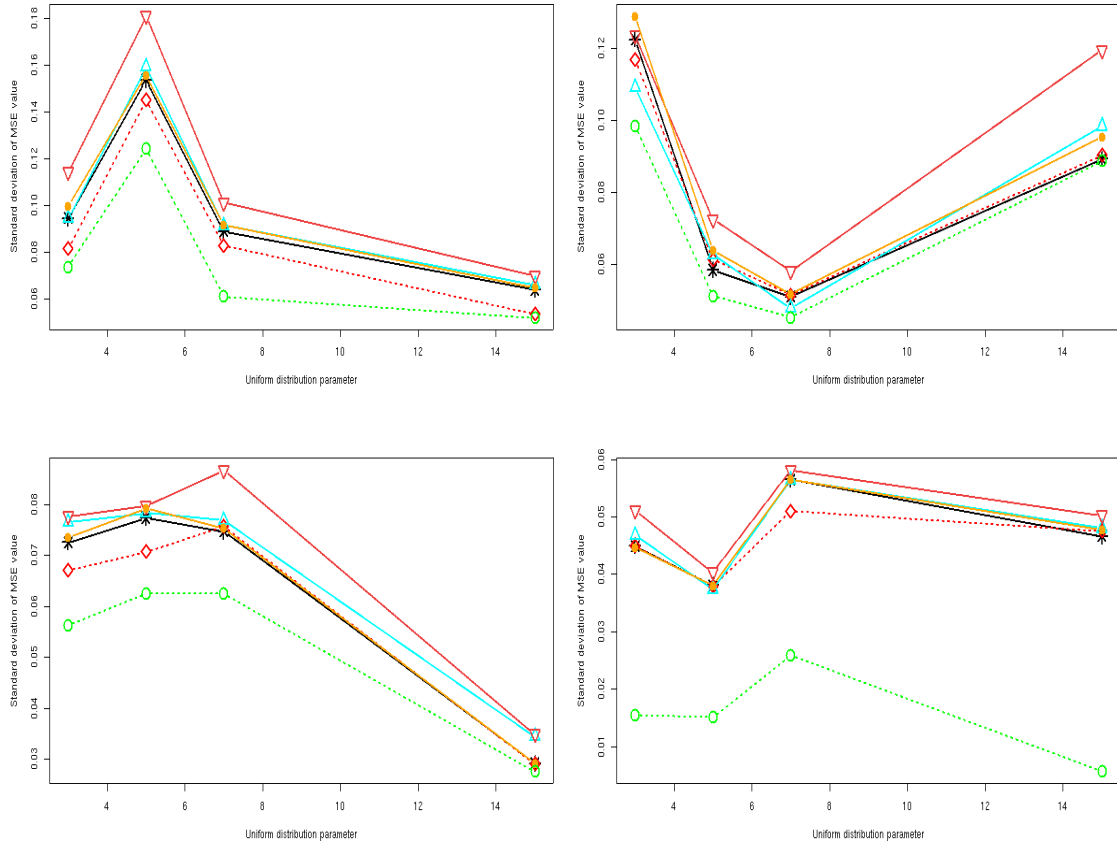 Standard deviation of MSE value
0.18
0.16
0.14
0.12
0.10
0.08
0.06
4 6 8 10 12 14
Uniform distribution parameter
Standard deviation of MSE value
0.12
0.10
0.08
0.06
4 6 8 10 12 14
Uniform distribution parameter
Standard deviation of MSE value
0.08
0.07
0.06
0.05
0.04
0.03
4 6 8 10 12 14
Uniform distribution parameter
Standard deviation of MSE value
0.06
0.05
0.04
0.03
0.02
0.01
4 6 8 10 12 14
Uniform distribution parameter